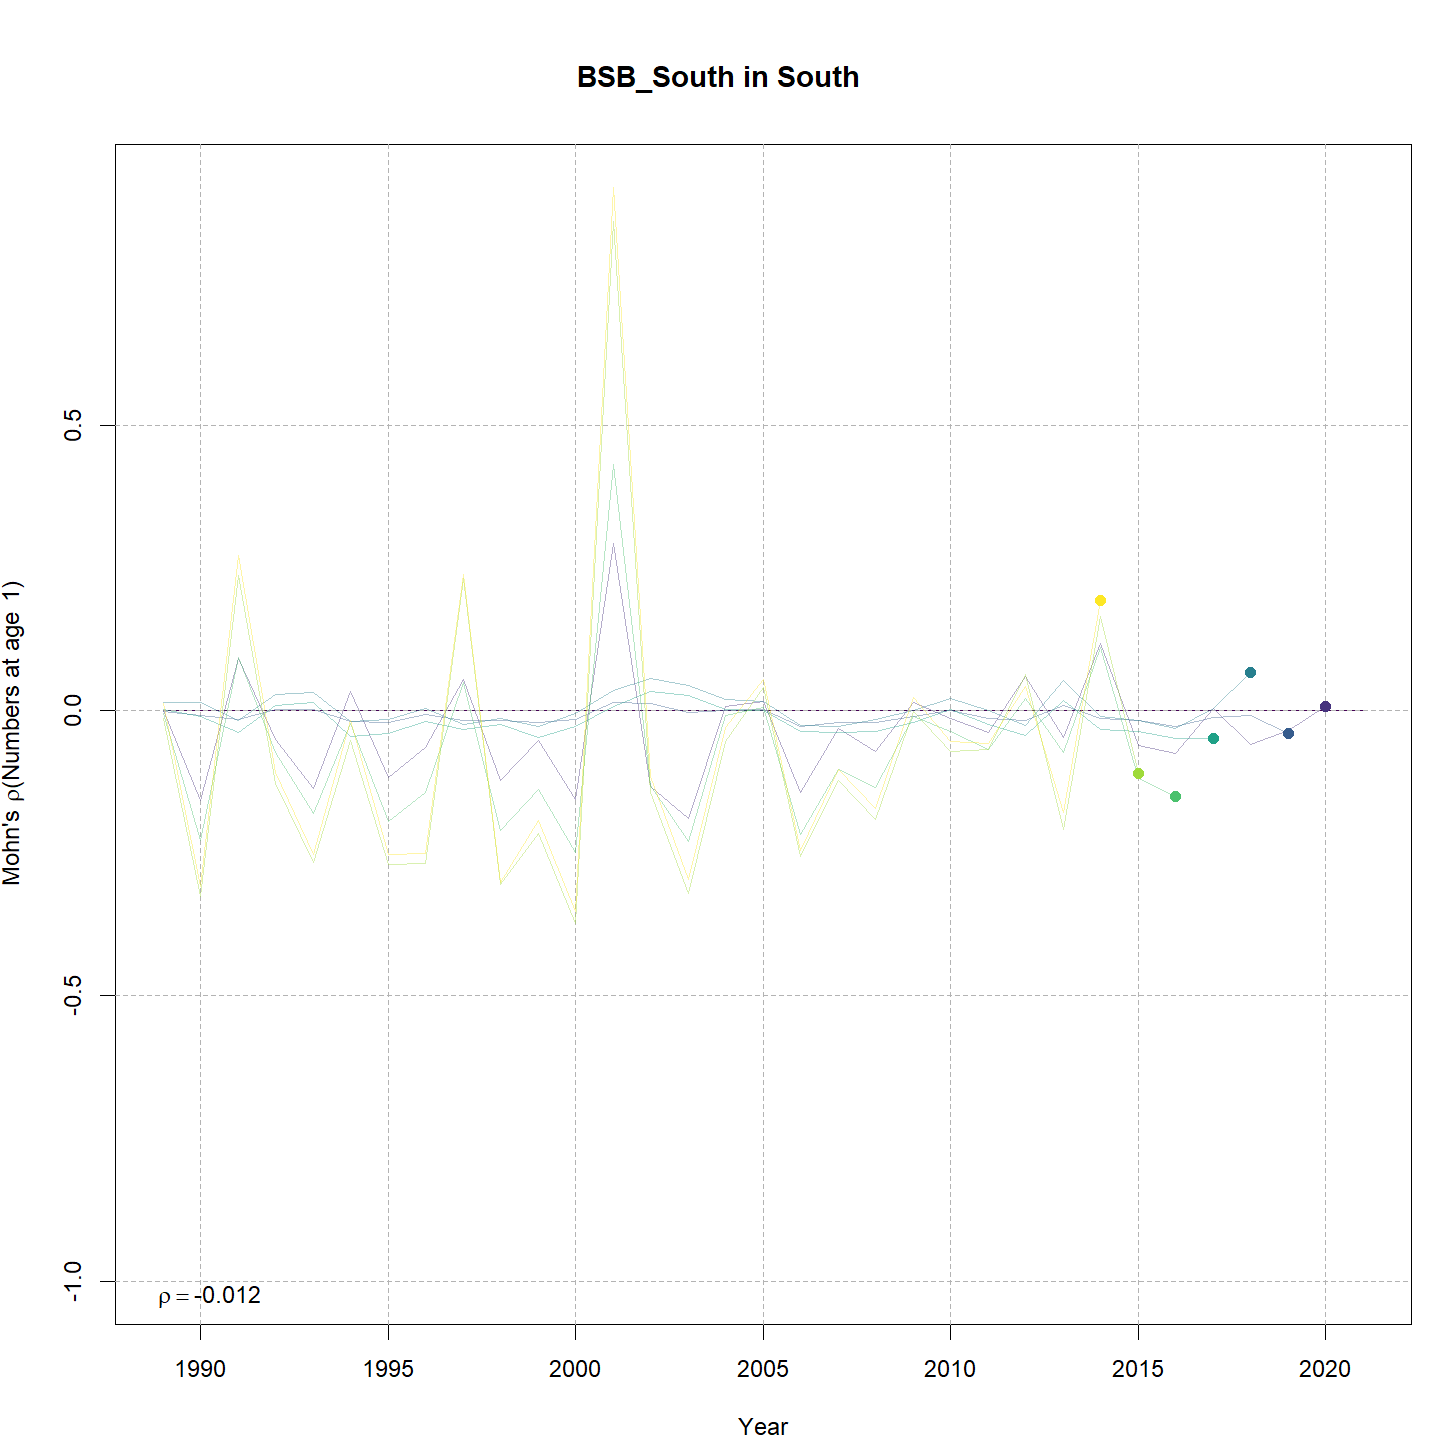 BSB_South in South
Mohn's ρ(Numbers at age 1)
0.5
0.0
-0.5
-1.0
ρ = -0.012
1990 1995 2000 2005 2010 2015 2020
Year